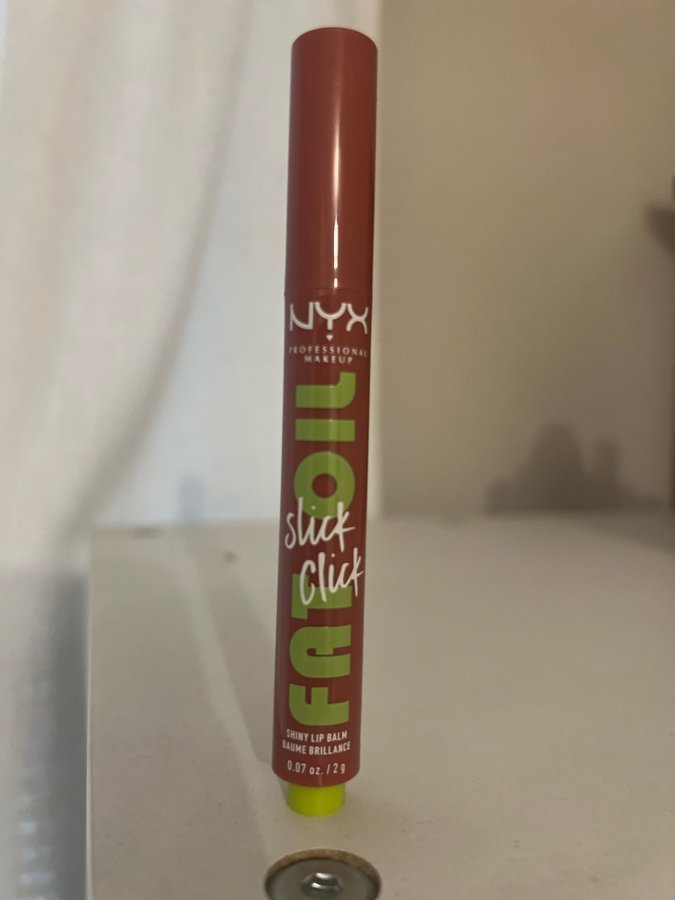 NYX
PROFESSIONAL
MAKEUP
FAT OIL
slick
click
SHINY LIP BALM
BAUME BRILLANCE
0.07 oz. / 2 g